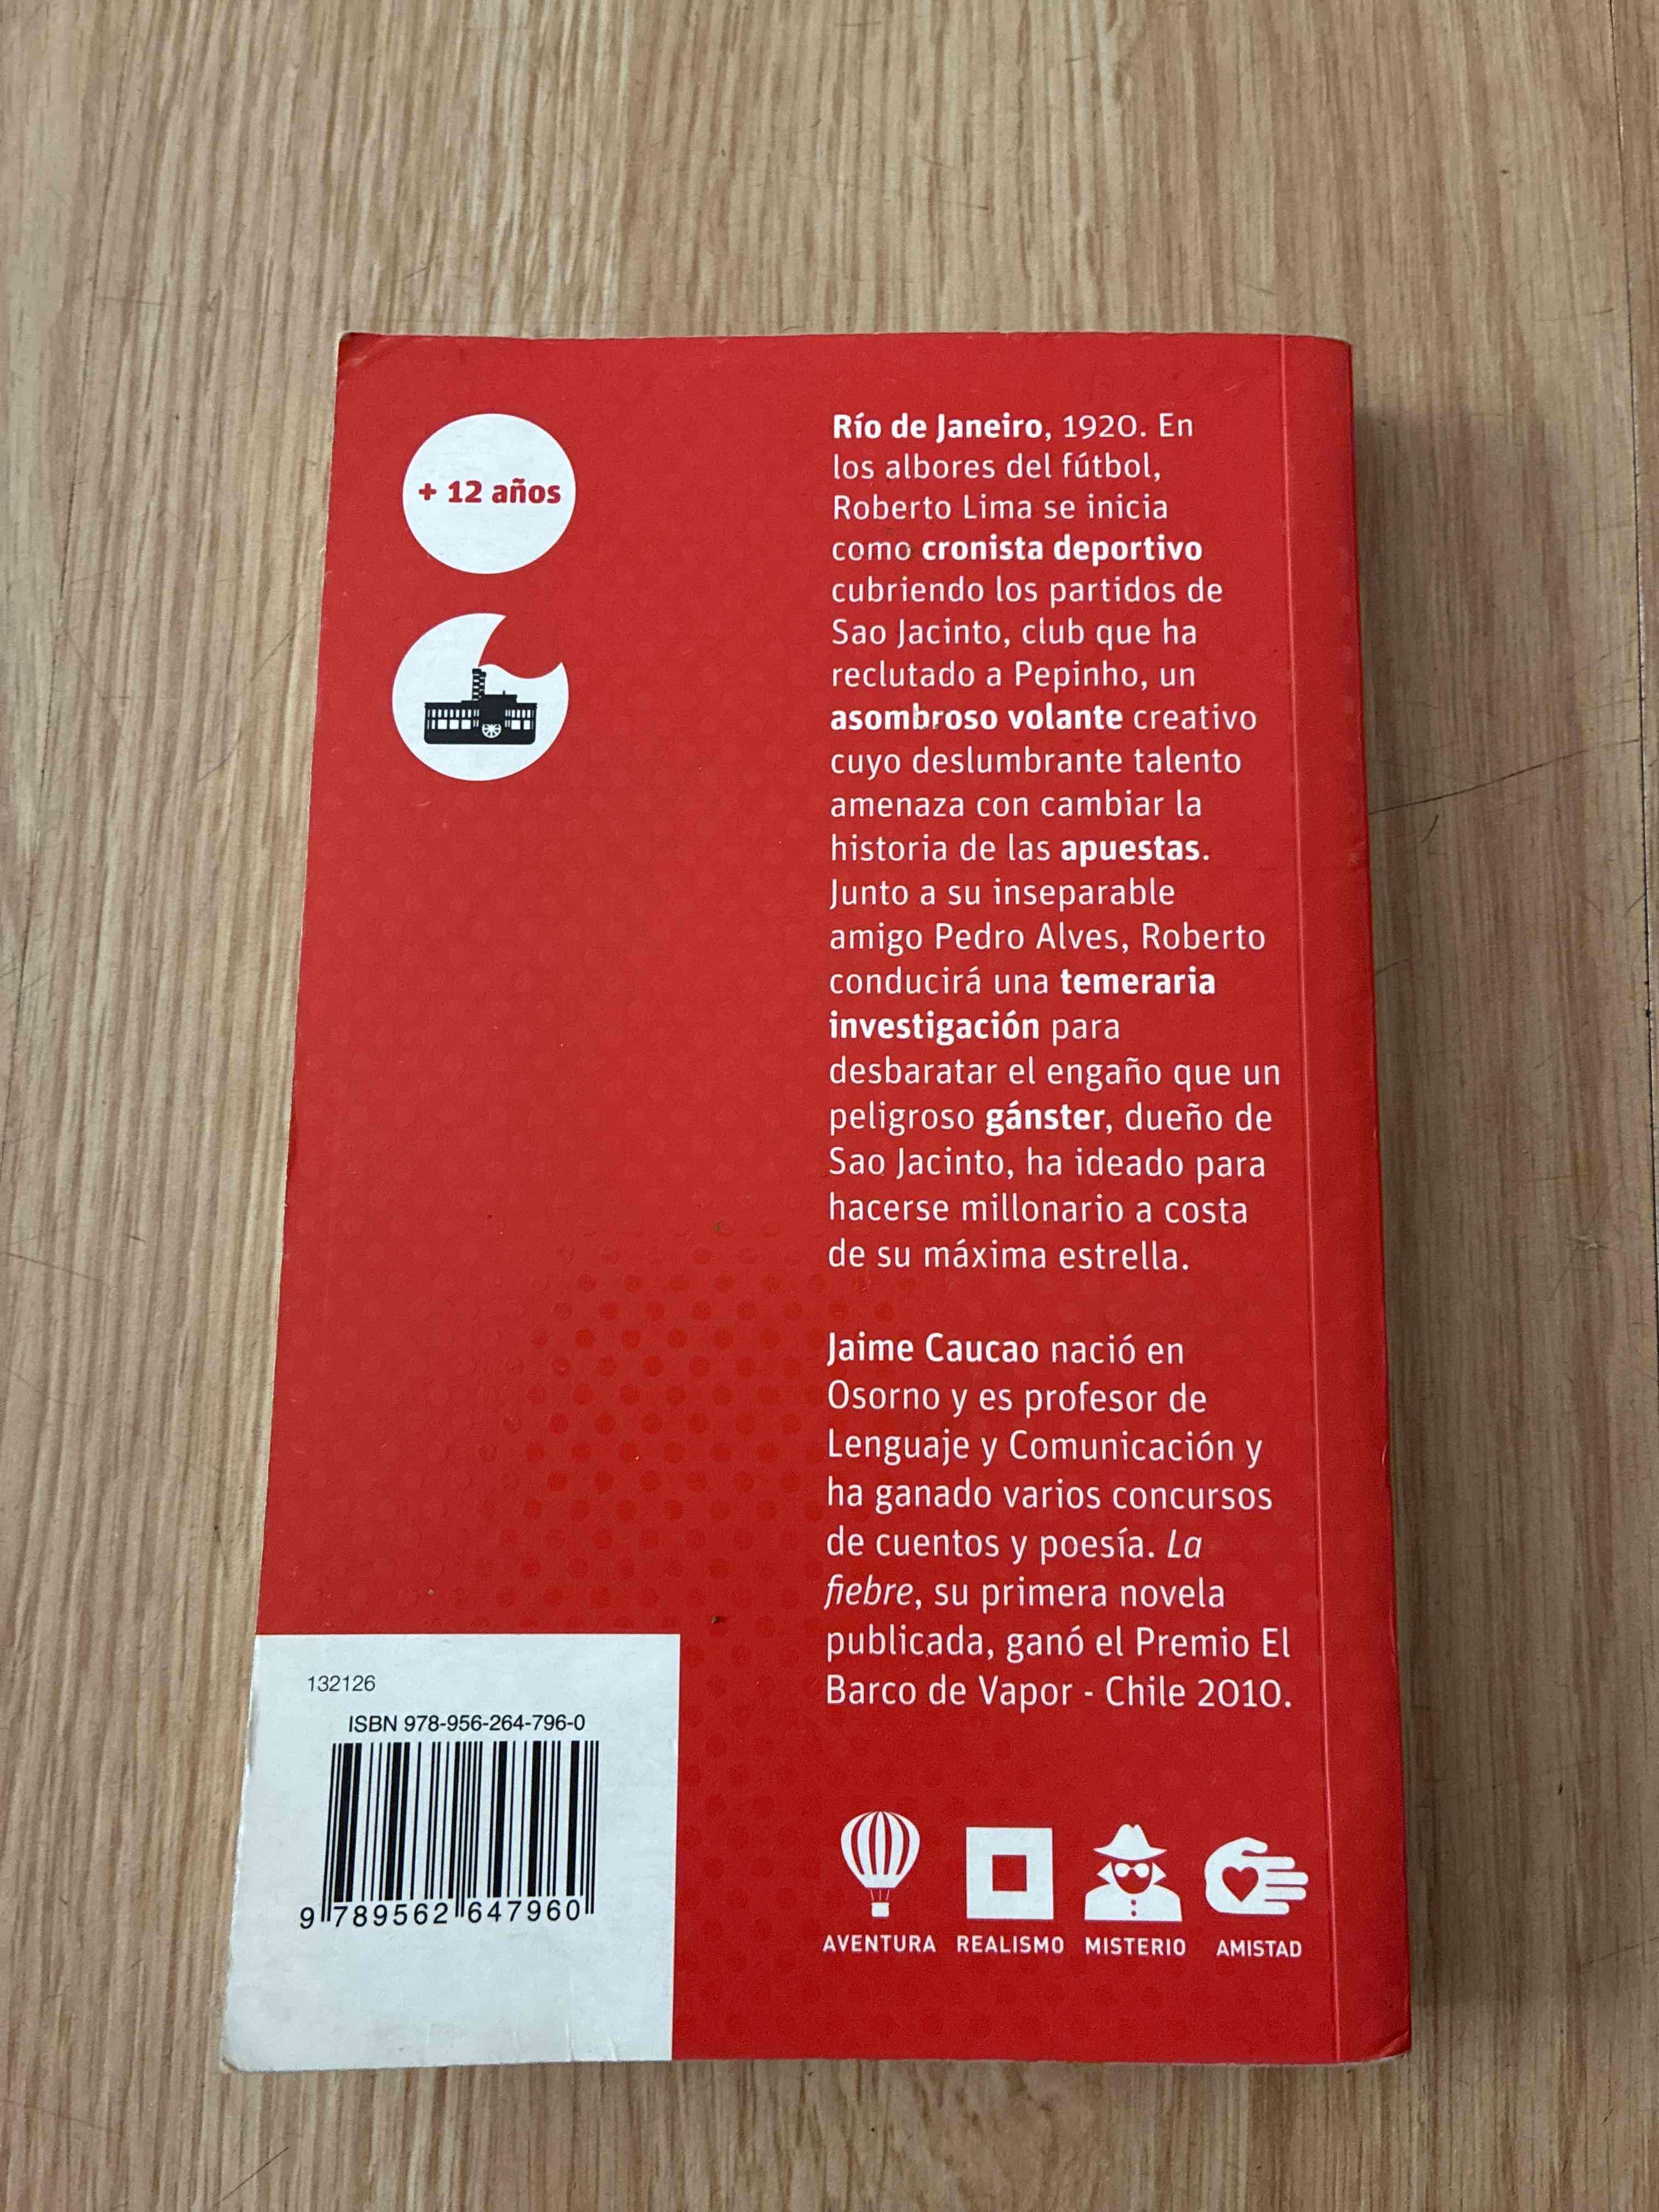 + 12 años
Río de Janeiro, 1920. En
los albores del fútbol,
Roberto Lima se inicia
como cronista deportivo
cubriendo los partidos de
Sao Jacinto, club que ha
reclutado a Pepinho, un
asombroso volante creativo
cuyo deslumbrante talento
amenaza con cambiar la
historia de las apuestas.
Junto a su inseparable
amigo Pedro Alves, Roberto
conducirá una temeraria
investigación para
desbaratar el engaño que un
peligroso gánster, dueño de
Sao Jacinto, ha ideado para
hacerse millonario a costa
de su máxima estrella.
Jaime Caucao nació en
Osorno y es profesor de
Lenguaje y Comunicación y
ha ganado varios concursos
de cuentos y poesía. La
fiebre, su primera novela
publicada, ganó el Premio El
Barco de Vapor - Chile 2010.
132126
ISBN 978-956-264-796-0
9 789562 647960
AVENTURA REALISMO MISTERIO AMISTAD